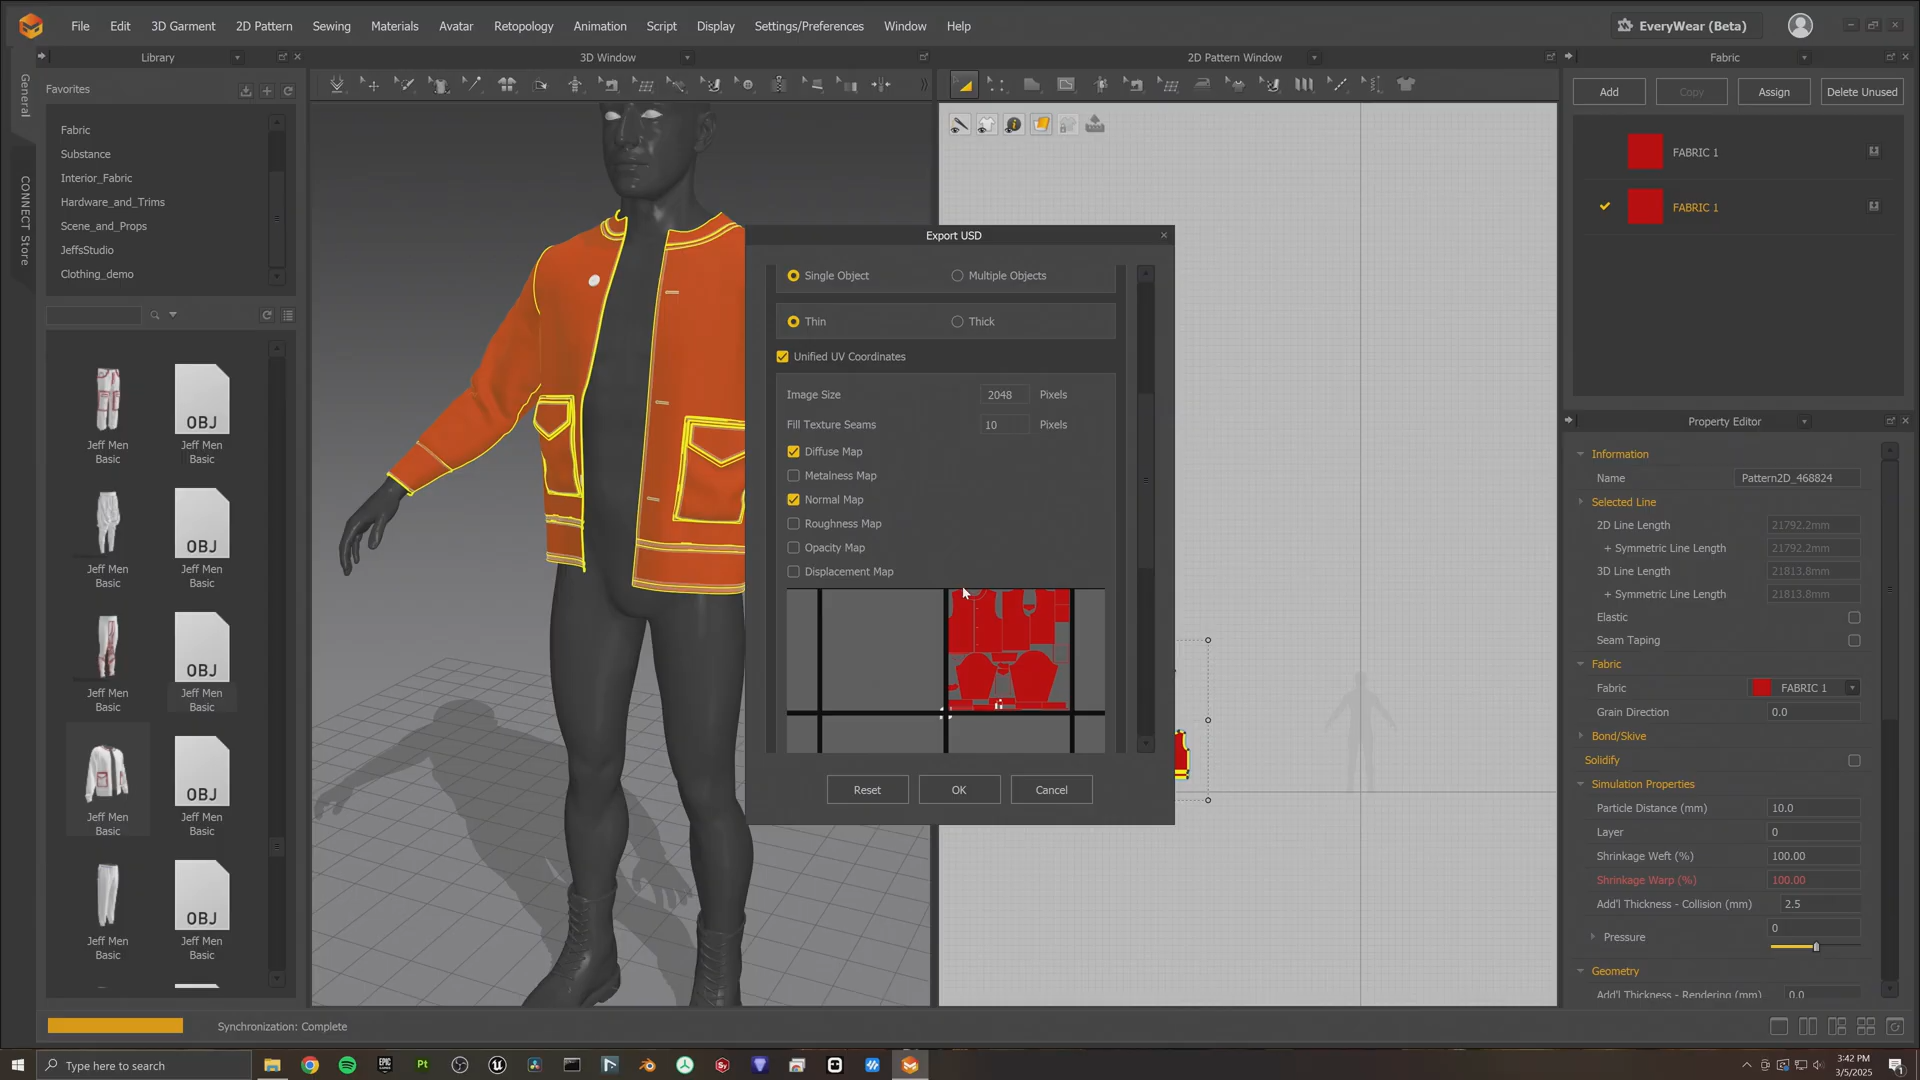 File Edit 3D Garment 2D Pattern Sewing Materials Avatar Retopology Animation Script Display Settings/Preferences Window Help EveryWear (Beta)
General
CONNECT Store
Library
Favorites
Fabric
Substance
Interior_Fabric
Hardware_and_Trims
Scene_and_Props
JeffsStudio
Clothing_demo
OBJ
Jeff Men Basic
Jeff Men Basic
OBJ
Jeff Men Basic
Jeff Men Basic
OBJ
Jeff Men Basic
Jeff Men Basic
OBJ
Jeff Men Basic
Jeff Men Basic
OBJ
Jeff Men Basic
Jeff Men Basic
3D Window
2D Pattern Window
Export USD
Single Object Multiple Objects
Thin Thick
Unified UV Coordinates
Image Size 2048 Pixels
Fill Texture Seams 10 Pixels
Diffuse Map
Metalness Map
Normal Map
Roughness Map
Opacity Map
Displacement Map
Reset OK Cancel
Fabric
Add Copy Assign Delete Unused
FABRIC 1
FABRIC 1
Property Editor
Information
Name Pattern2D_468824
Selected Line
2D Line Length 21792.2mm
+ Symmetric Line Length 21792.2mm
3D Line Length 21813.8mm
+ Symmetric Line Length 21813.8mm
Elastic
Seam Taping
Fabric
Fabric FABRIC 1
Grain Direction 0.0
Bond/Skive
Solidify
Simulation Properties
Particle Distance (mm) 10.0
Layer 0
Shrinkage Weft (%) 100.00
Shrinkage Warp (%) 100.00
Add'l Thickness - Collision (mm) 2.5
Pressure 0
Geometry
Add'l Thickness - Rendering (mm) 0.0
Synchronization: Complete
Type here to search
EPIC
Pt
3:42 PM
3/5/2025
1